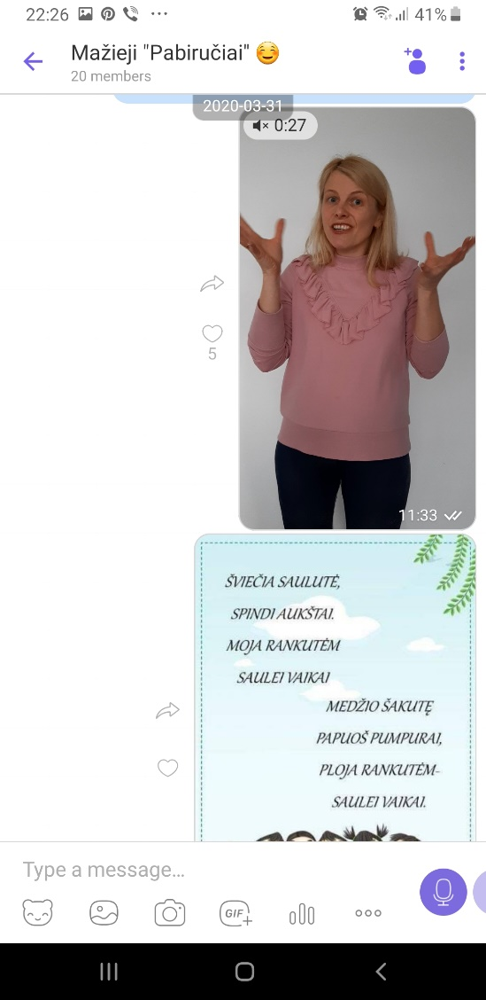 22:26
41%
Mažieji "Pabiručiai"
20 members
2020-03-31
0:27
5
11:33
ŠVIEČIA SAULUTĖ,
SPINDI AUKŠTAI.
MOJA RANKUTĖM
SAULEI VAIKAI
MEDŽIO ŠAKUTĘ
PAPUOŠ PUMPURAI,
PLOJA RANKUTĖM-
SAULEI VAIKAI.
Type a message...
GIF